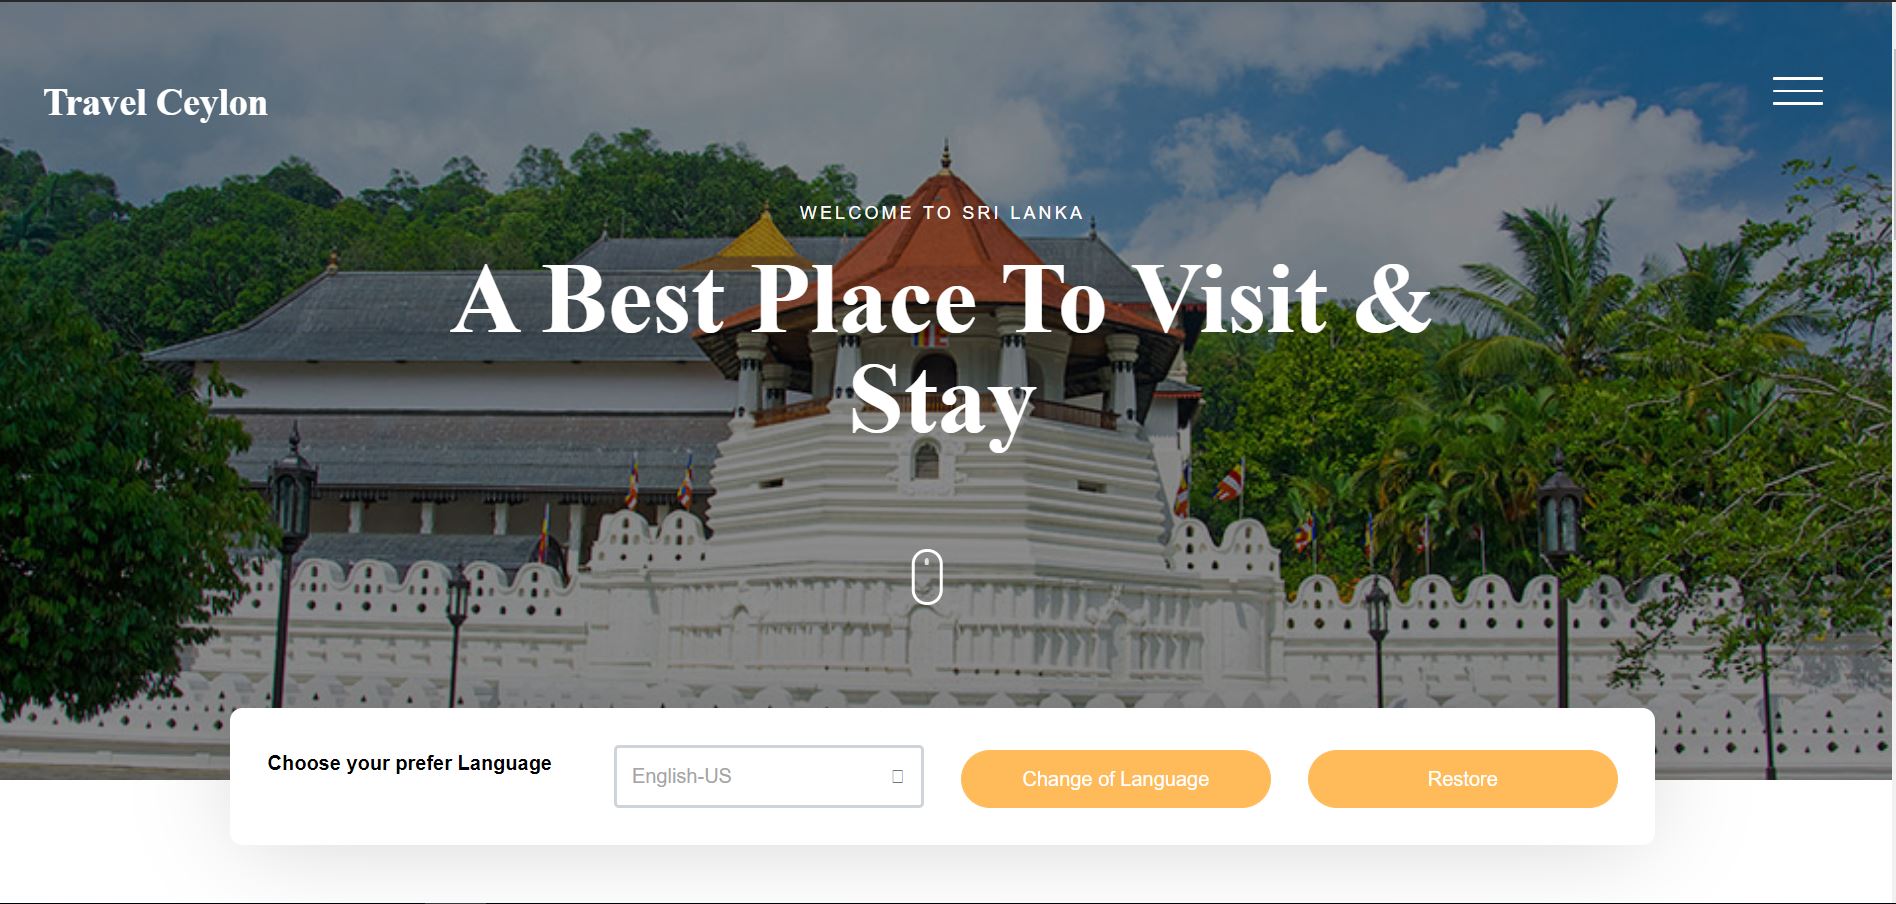 Travel Ceylon
WELCOME TO SRI LANKA
A Best Place To Visit &
Stay
Choose your prefer Language
English-US
Change of Language
Restore